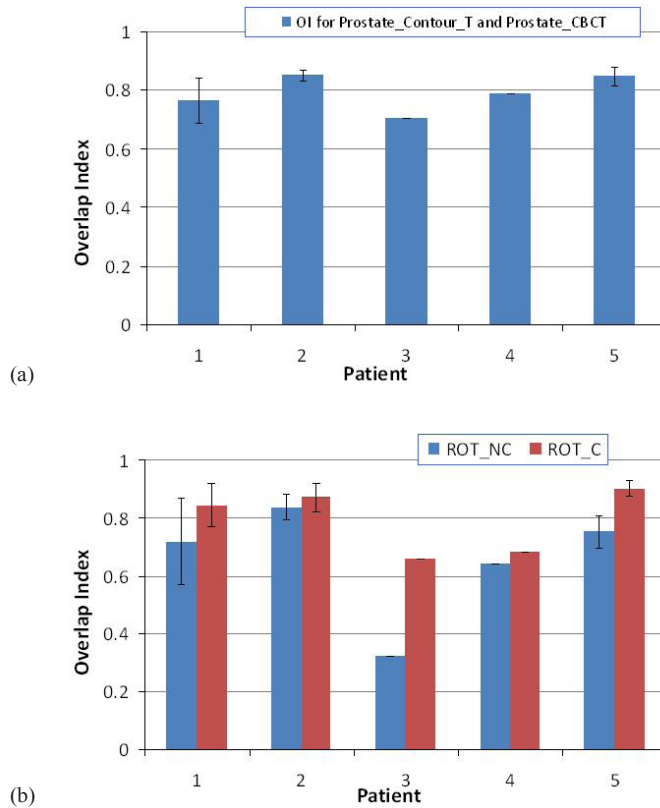 OI for Prostate_Contour_T and Prostate_CBCT
1
0.8
0.6
0.4
0.2
0
Overlap Index
1 2 3 4 5
Patient
(a)
ROT_NC ROT_C
1
0.8
0.6
0.4
0.2
0
Overlap Index
1 2 3 4 5
Patient
(b)